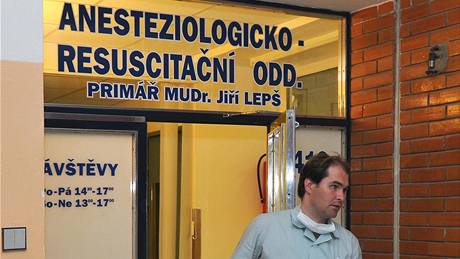 ANESTEZIOLOGICKO-
RESUSCITAČNÍ ODD.
PRIMÁŘ MUDr. Jiří LEPŠ
ÁVŠTĚVY
Po-Pá 14⁰⁰-17⁰⁰
So-Ne 13⁰⁰-17⁰⁰